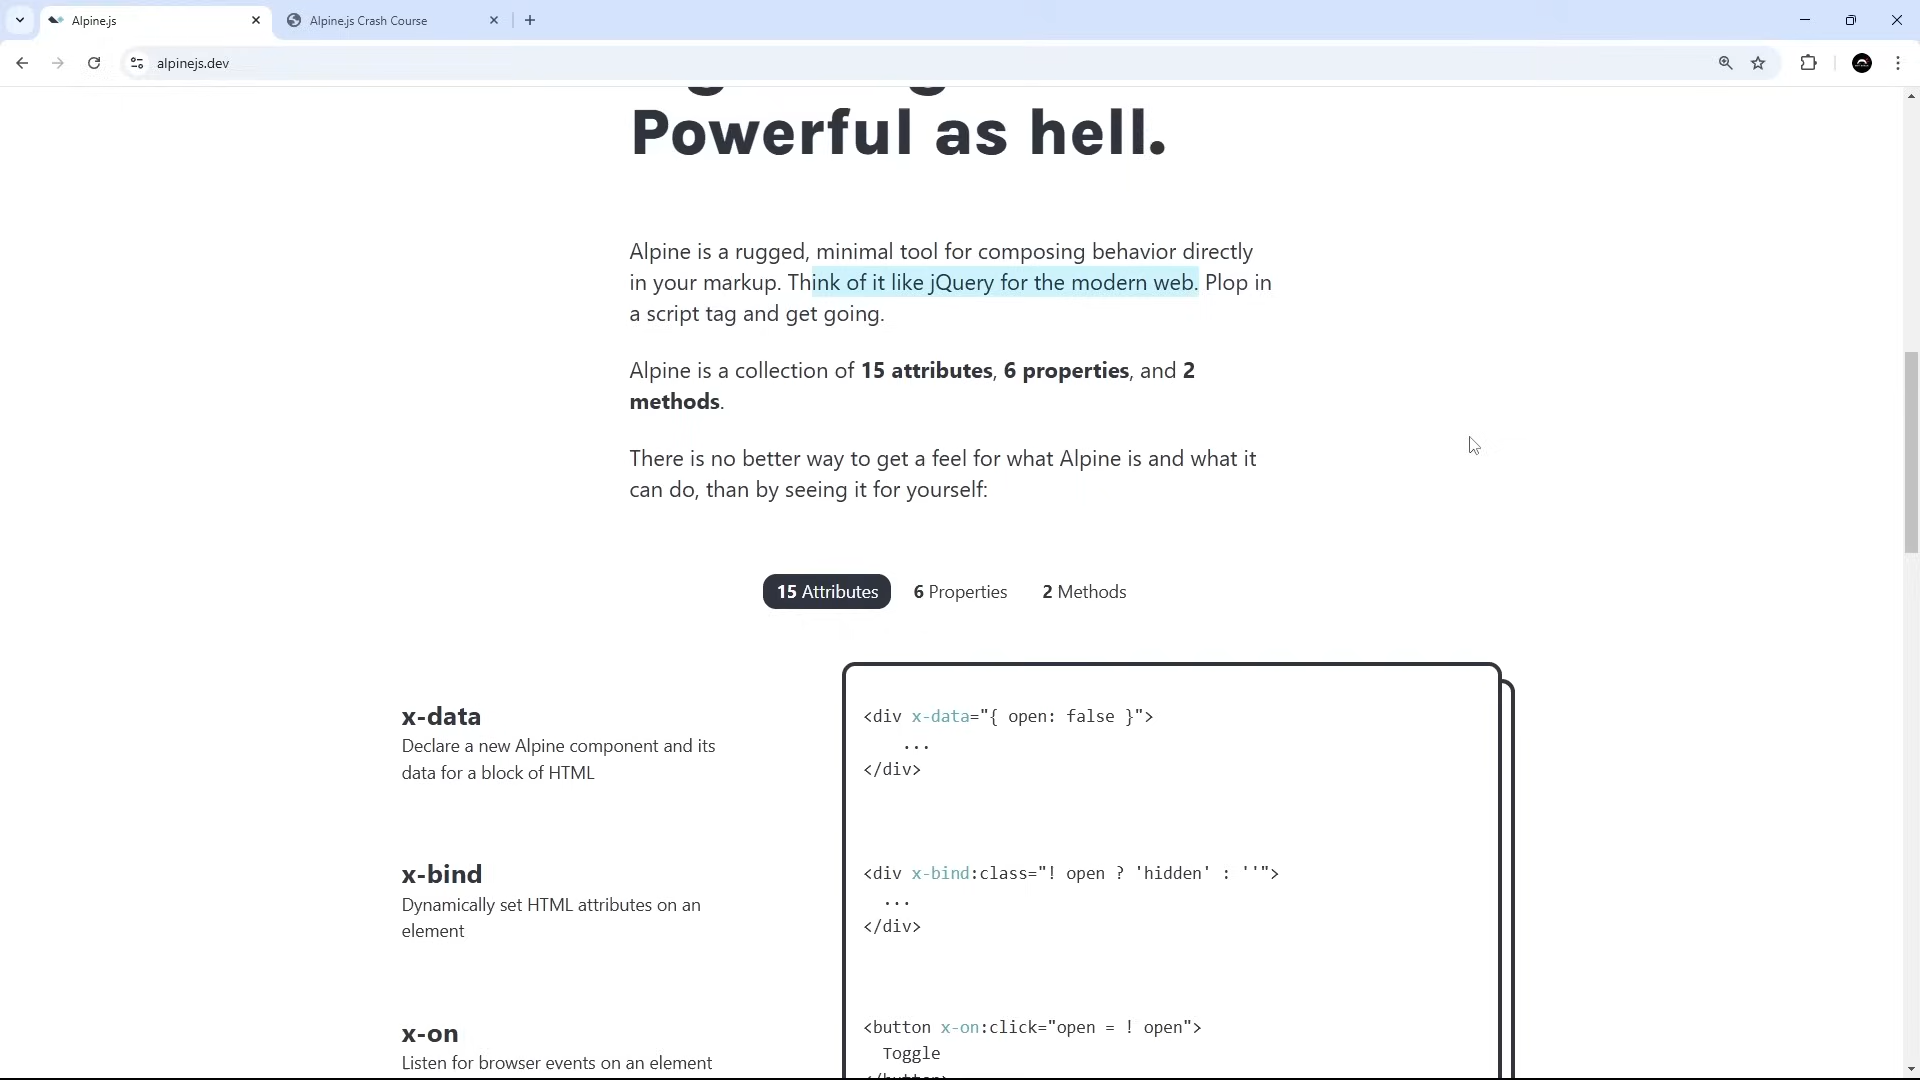 Alpine.js
Alpine.js Crash Course
alpinejs.dev
Powerful as hell.
Alpine is a rugged, minimal tool for composing behavior directly
in your markup. Think of it like jQuery for the modern web. Plop in
a script tag and get going.
Alpine is a collection of 15 attributes, 6 properties, and 2
methods.
There is no better way to get a feel for what Alpine is and what it
can do, than by seeing it for yourself:
15 Attributes 6 Properties 2 Methods
x-data
Declare a new Alpine component and its
data for a block of HTML
<div x-data="{ open: false }">
...
</div>
x-bind
Dynamically set HTML attributes on an
element
<div x-bind:class="! open ? 'hidden' : ''">
...
</div>
x-on
Listen for browser events on an element
<button x-on:click="open = ! open">
Toggle